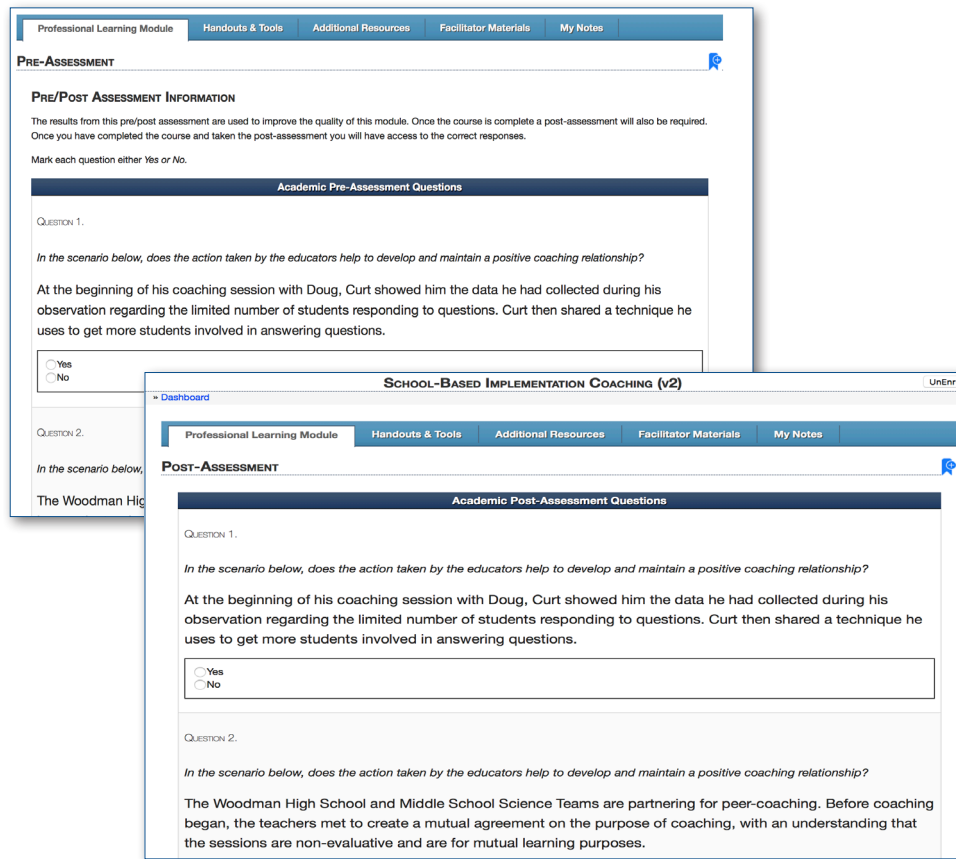 Professional Learning Module Handouts & Tools Additional Resources Facilitator Materials My Notes
PRE-ASSESSMENT
PRE/POST ASSESSMENT INFORMATION
The results from this pre/post assessment are used to improve the quality of this module. Once the course is complete a post-assessment will also be required.
Once you have completed the course and taken the post-assessment you will have access to the correct responses.
Mark each question either Yes or No.
Academic Pre-Assessment Questions
QUESTION 1.
In the scenario below, does the action taken by the educators help to develop and maintain a positive coaching relationship?
At the beginning of his coaching session with Doug, Curt showed him the data he had collected during his
observation regarding the limited number of students responding to questions. Curt then shared a technique he
uses to get more students involved in answering questions.
Yes
No
QUESTION 2.
In the scenario below,
The Woodman Hig
SCHOOL-BASED IMPLEMENTATION COACHING (v2)
UnEnr
» Dashboard
Professional Learning Module Handouts & Tools Additional Resources Facilitator Materials My Notes
POST-ASSESSMENT
Academic Post-Assessment Questions
QUESTION 1.
In the scenario below, does the action taken by the educators help to develop and maintain a positive coaching relationship?
At the beginning of his coaching session with Doug, Curt showed him the data he had collected during his
observation regarding the limited number of students responding to questions. Curt then shared a technique he
uses to get more students involved in answering questions.
Yes
No
QUESTION 2.
In the scenario below, does the action taken by the educators help to develop and maintain a positive coaching relationship?
The Woodman High School and Middle School Science Teams are partnering for peer-coaching. Before coaching
began, the teachers met to create a mutual agreement on the purpose of coaching, with an understanding that
the sessions are non-evaluative and are for mutual learning purposes.